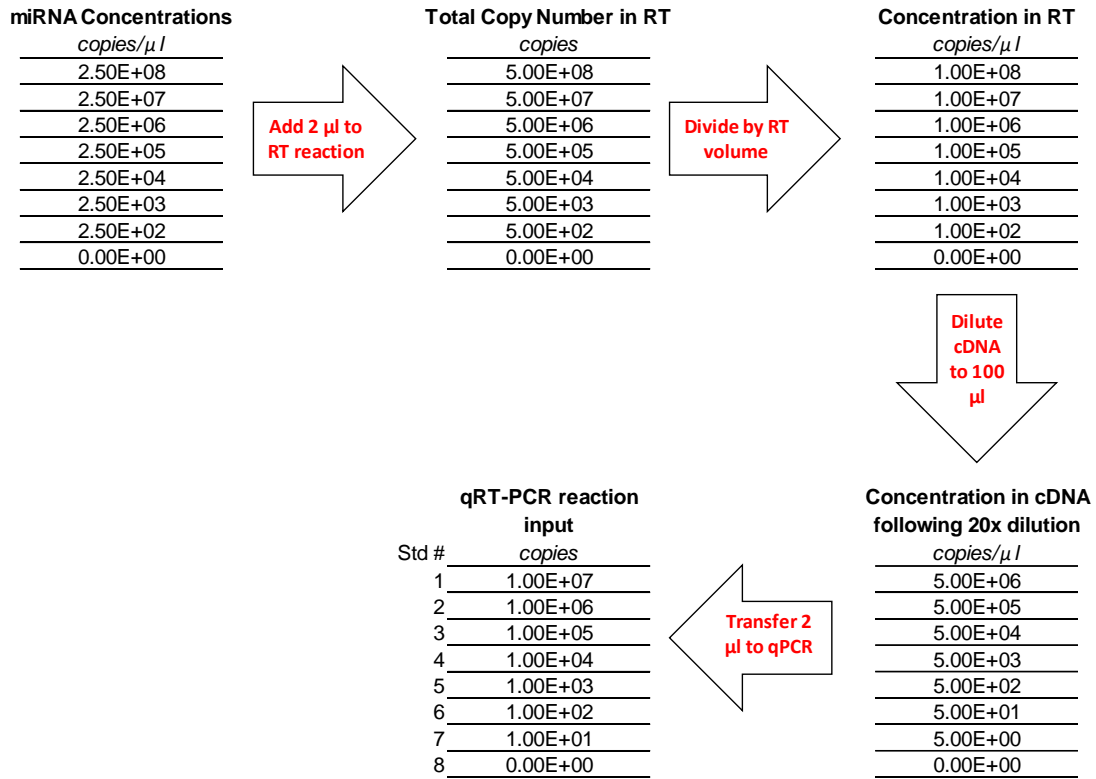 miRNA Concentrations
copies/μl
2.50E+08
2.50E+07
2.50E+06
2.50E+05
2.50E+04
2.50E+03
2.50E+02
0.00E+00
Add 2 μl to
RT reaction
Total Copy Number in RT
copies
5.00E+08
5.00E+07
5.00E+06
5.00E+05
5.00E+04
5.00E+03
5.00E+02
0.00E+00
Divide by RT
volume
Concentration in RT
copies/μl
1.00E+08
1.00E+07
1.00E+06
1.00E+05
1.00E+04
1.00E+03
1.00E+02
0.00E+00
Dilute
cDNA
to 100
μl
Concentration in cDNA
following 20x dilution
copies/μl
5.00E+06
5.00E+05
5.00E+04
5.00E+03
5.00E+02
5.00E+01
5.00E+00
0.00E+00
Transfer 2
μl to qPCR
qRT-PCR reaction
input
Std # copies
1 1.00E+07
2 1.00E+06
3 1.00E+05
4 1.00E+04
5 1.00E+03
6 1.00E+02
7 1.00E+01
8 0.00E+00